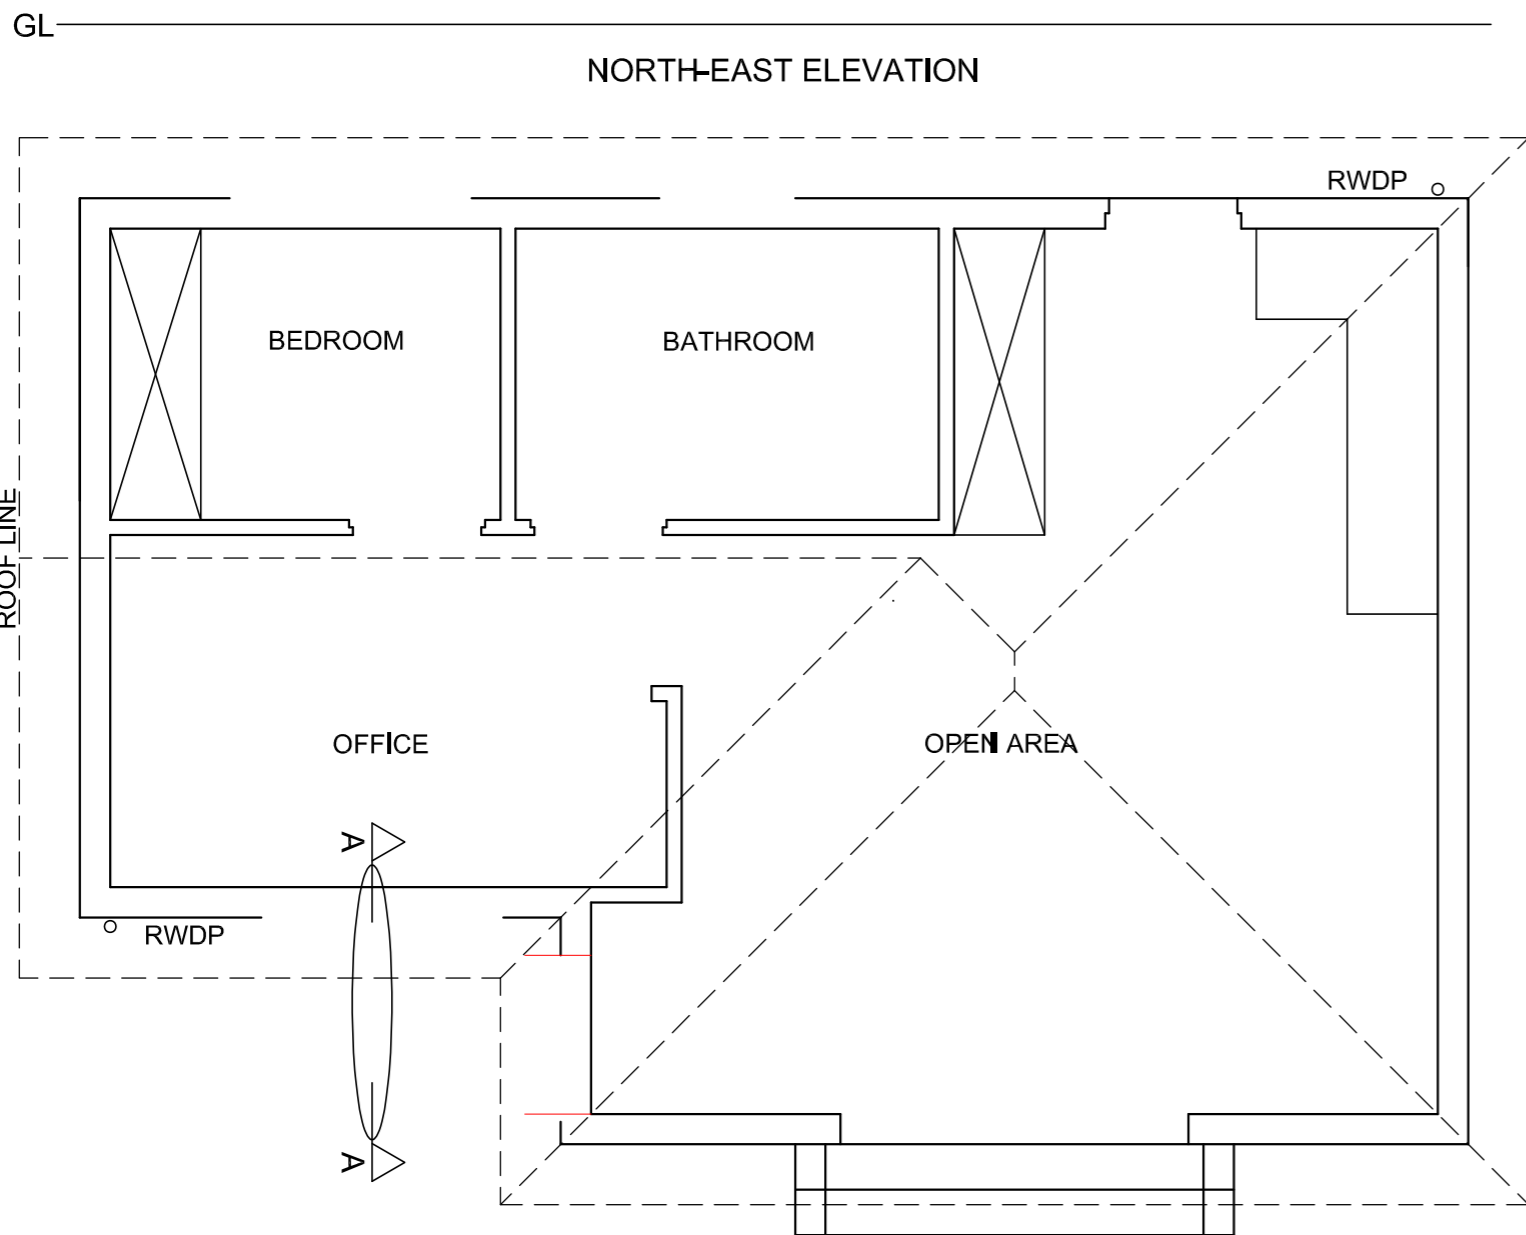 GL
NORTH-EAST ELEVATION
RWDP
BEDROOM
BATHROOM
ROOF LINE
OFFICE
OPEN AREA
A
RWDP
A